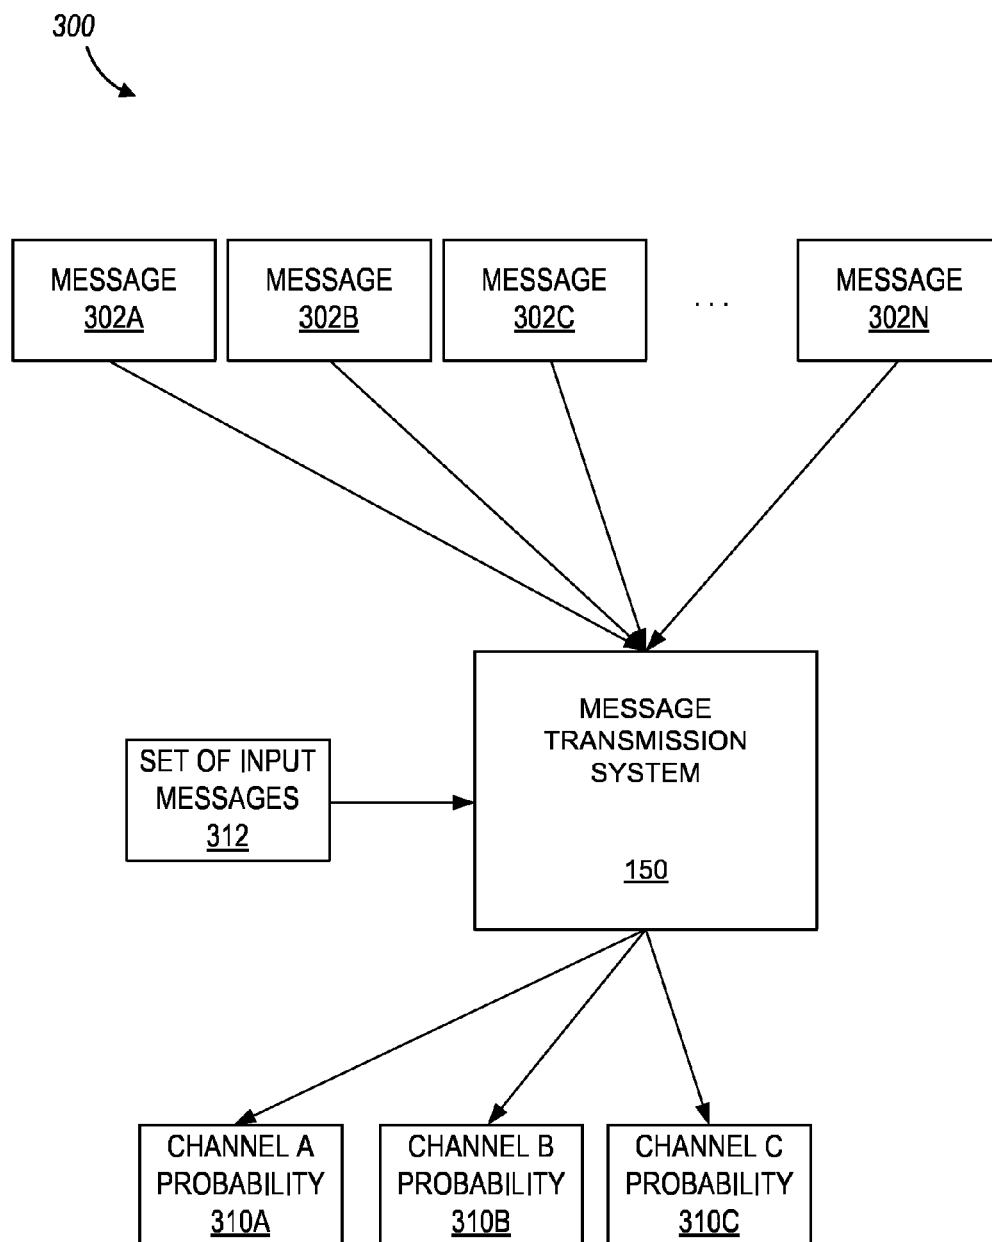 300
MESSAGE
302A
MESSAGE
302B
MESSAGE
302C
. . .
MESSAGE
302N
MESSAGE
TRANSMISSION
SYSTEM
150
SET OF INPUT
MESSAGES
312
CHANNEL A
PROBABILITY
310A
CHANNEL B
PROBABILITY
310B
CHANNEL C
PROBABILITY
310C